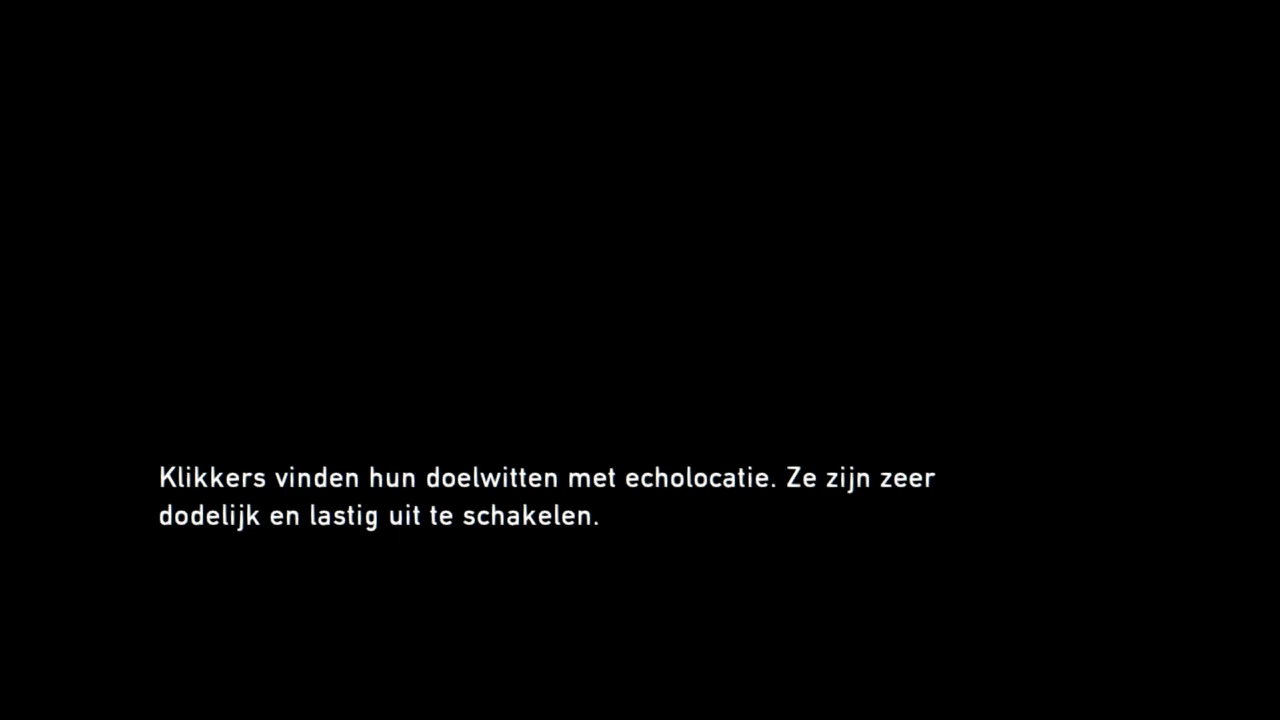 Klikkers vinden hun doelwitten met echolocatie. Ze zijn zeer
dodelijk en lastig uit te schakelen.